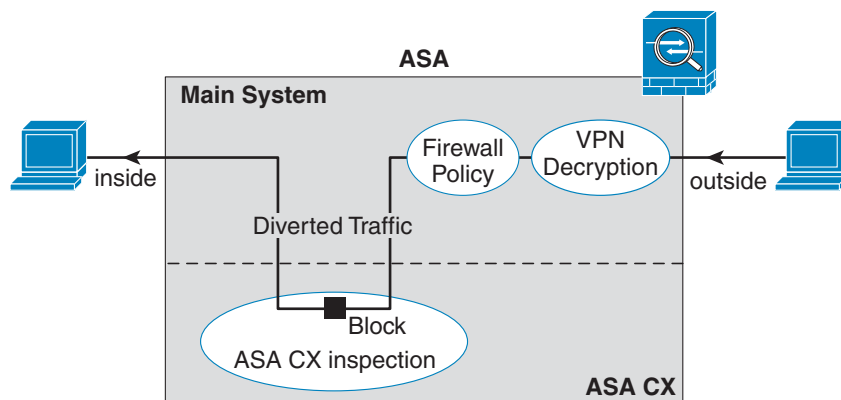 ASA
Main System
Firewall
Policy
VPN
Decryption
inside
outside
Diverted Traffic
Block
ASA CX inspection
ASA CX